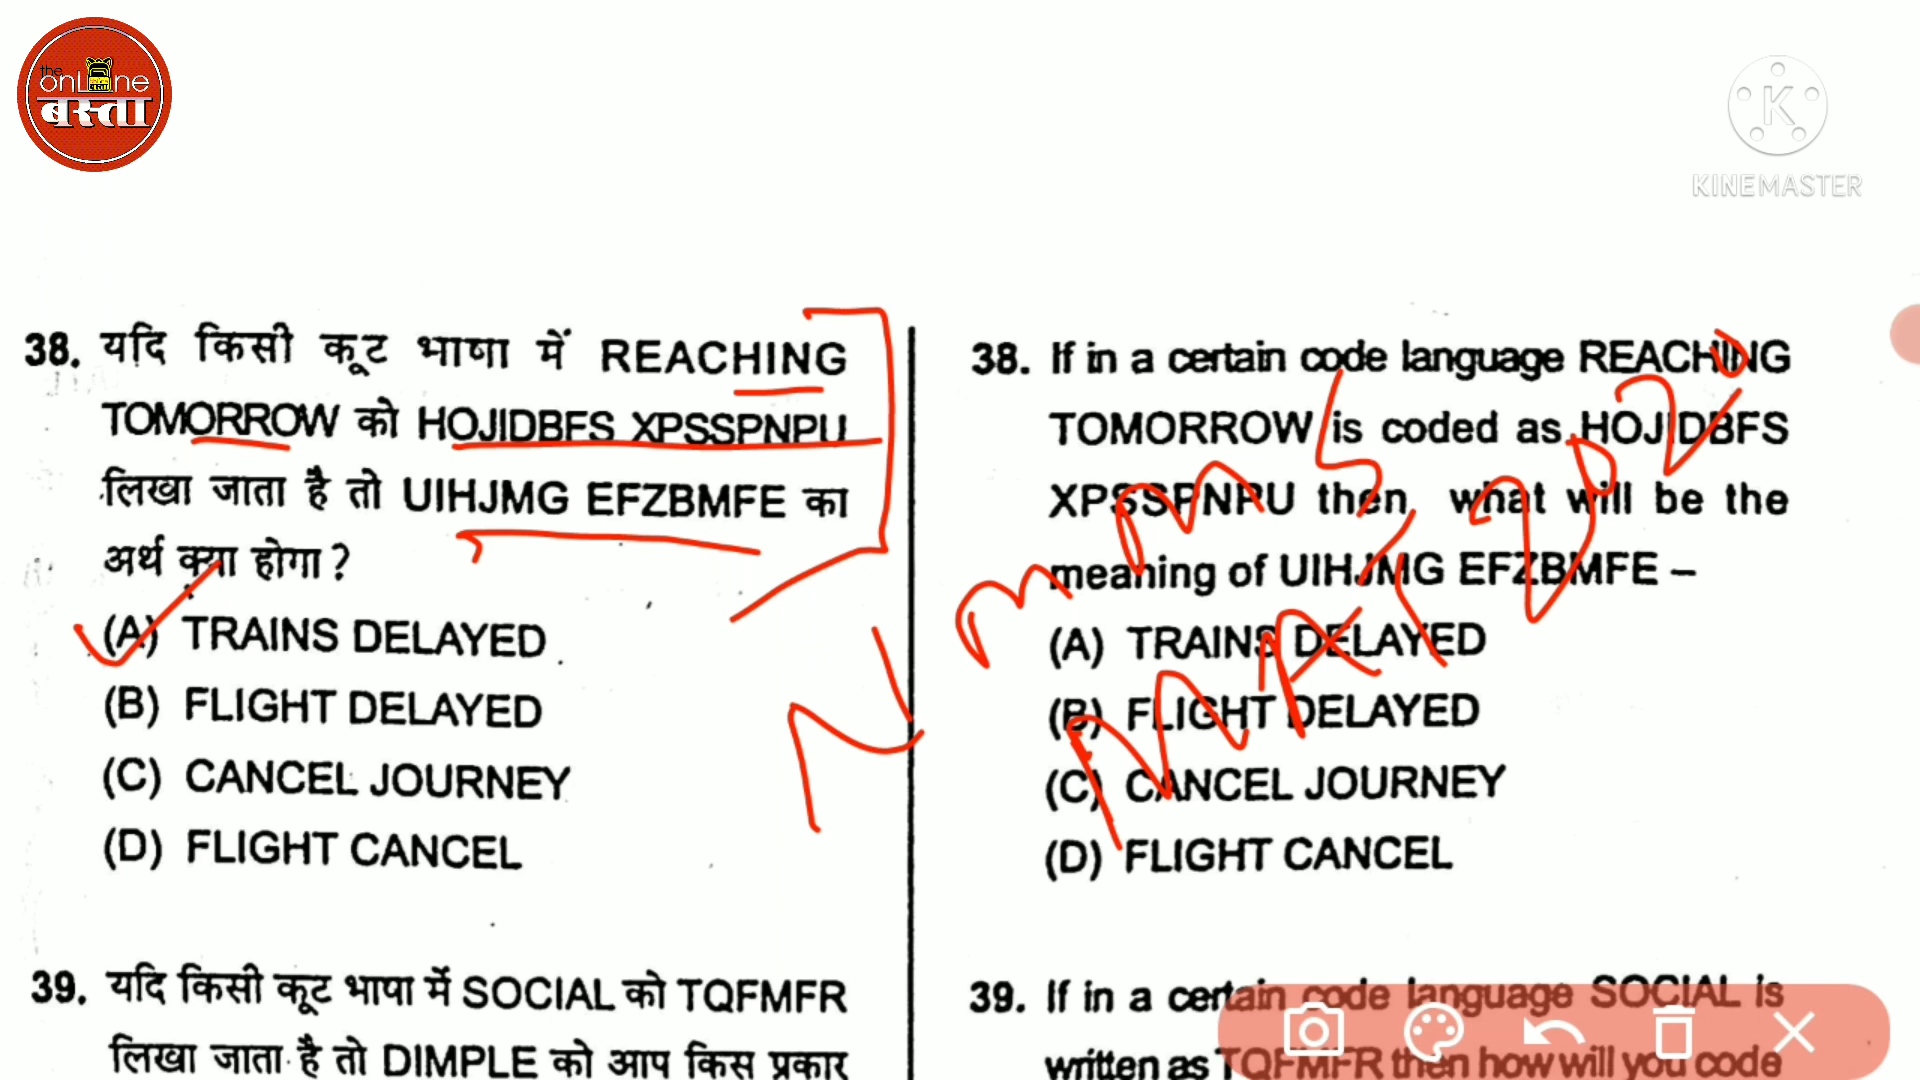 the
onLine
बस्ता
KINEMASTER
38. यदि किसी कूट भाषा में REACHING
TOMORROW को HOJIDBFS XPSSPNPU
लिखा जाता है तो UIHJMG EFZBMFE का
अर्थ क्या होगा ?
(A) TRAINS DELAYED
(B) FLIGHT DELAYED
(C) CANCEL JOURNEY
(D) FLIGHT CANCEL
39. यदि किसी कूट भाषा में SOCIAL को TQFMFR
लिखा जाता है तो DIMPLE को आप किस प्रकार
38. If in a certain code language REACHING
TOMORROW is coded as HOJIDBFS
XPSSPNPU then, what will be the
meaning of UIHJMG EFZBMFE –
(A) TRAINS DELAYED
(B) FLIGHT DELAYED
(C) CANCEL JOURNEY
(D) FLIGHT CANCEL
39. If in a certain code language SOCIAL is
written as TQFMFR then how will you code
NMMS
MAT 2020